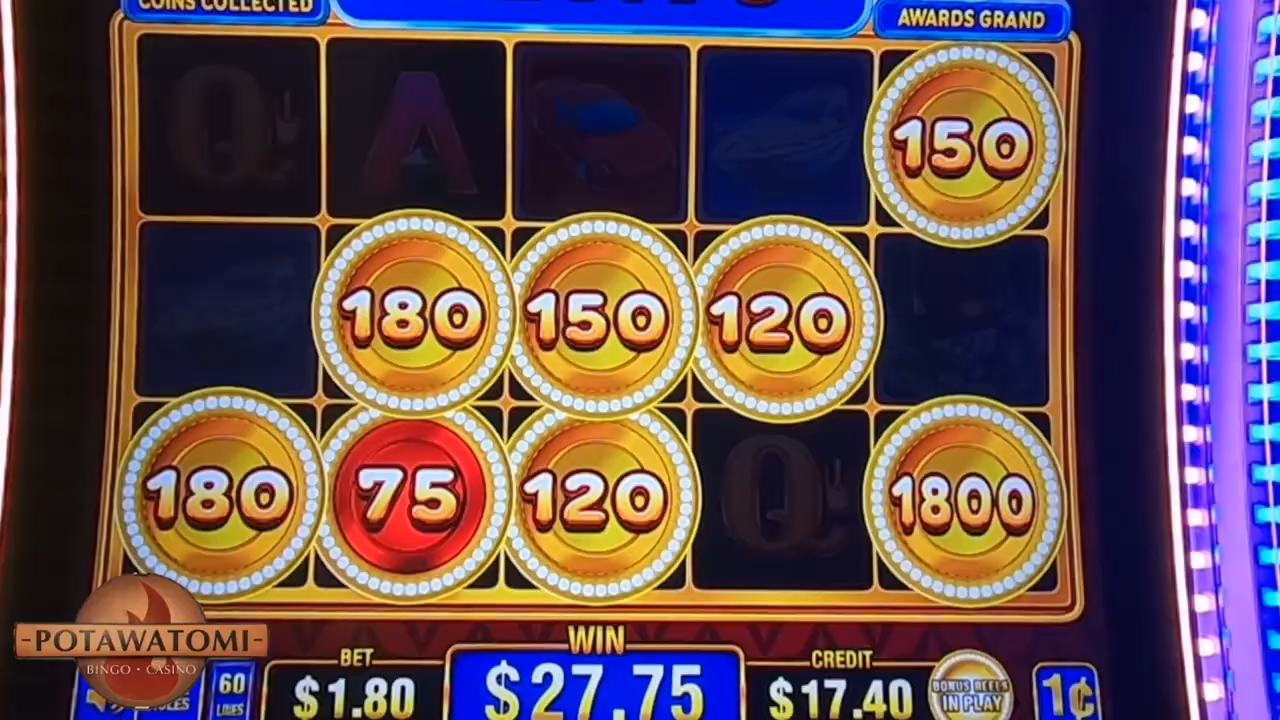 COINS COLLECTED
AWARDS GRAND
Q
A
150
180
150
120
180
75
120
Q
1800
-POTAWATOMI-
BINGO • CASINO
60
LINES
BET
$1.80
WIN
$27.75
CREDIT
$17.40
BONUS REELS
IN PLAY
1¢